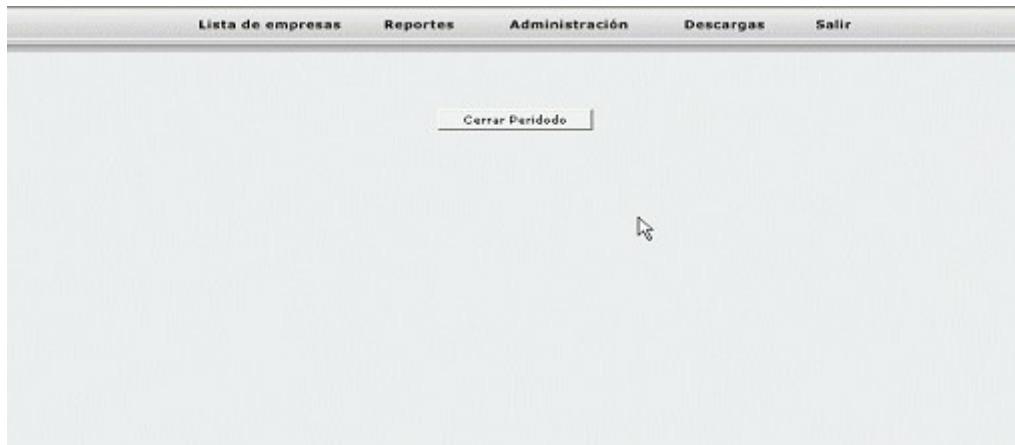 Lista de empresas Reportes Administración Descargas Salir
Cerrar Peridodo